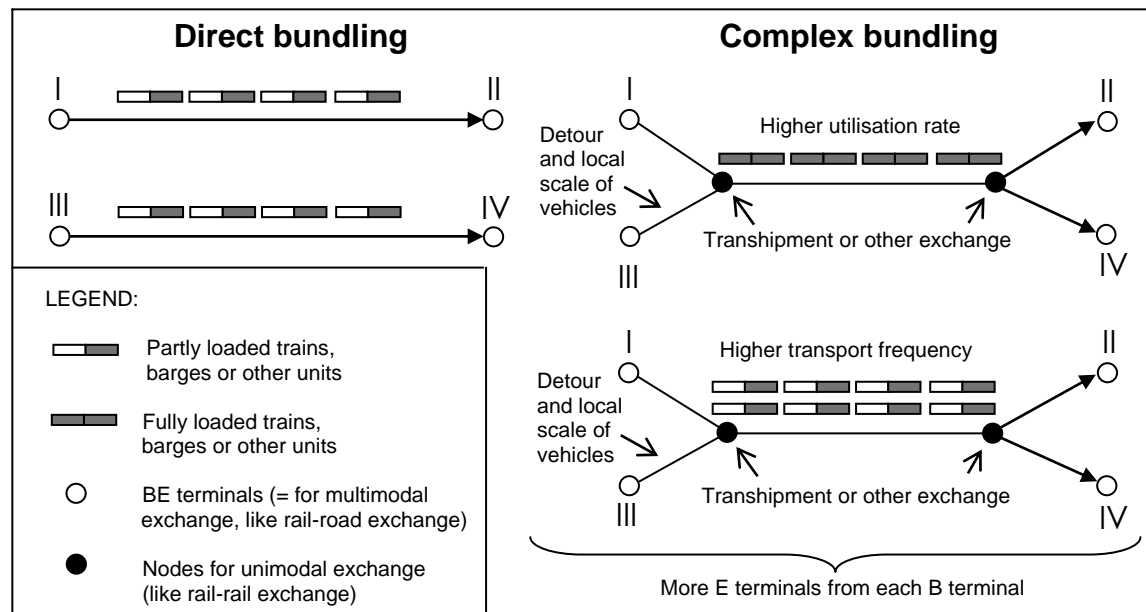 Direct bundling
I
II
III
IV
LEGEND:
Partly loaded trains,
barges or other units
Fully loaded trains,
barges or other units
BE terminals (= for multimodal
exchange, like rail-road exchange)
Nodes for unimodal exchange
(like rail-rail exchange)
Complex bundling
I
II
Higher utilisation rate
Detour
and local
scale of
vehicles
Transhipment or other exchange
III
IV
I
II
Higher transport frequency
Detour
and local
scale of
vehicles
Transhipment or other exchange
III
IV
More E terminals from each B terminal